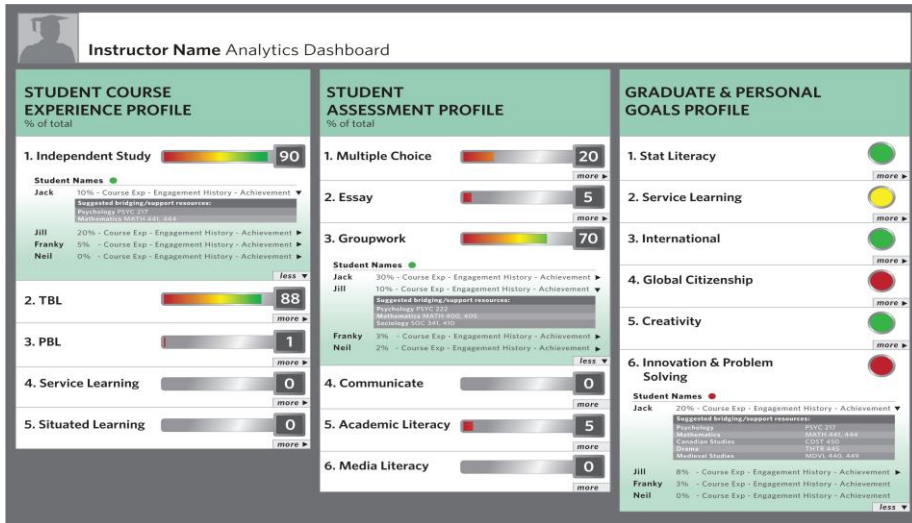 Instructor Name Analytics Dashboard
STUDENT COURSE
EXPERIENCE PROFILE
% of total
1. Independent Study 90
Student Names
Jack 10% - Course Exp - Engagement History - Achievement ▼
Suggested bridging/support resources:
Psychology PSYC 217
Mathematics MATH 441, 444
Jill 20% - Course Exp - Engagement History - Achievement ▶
Franky 5% - Course Exp - Engagement History - Achievement ▶
Neil 0% - Course Exp - Engagement History - Achievement ▶
less ▼
2. TBL 88
more ▶
3. PBL 1
more ▶
4. Service Learning 0
more ▶
5. Situated Learning 0
more ▶
STUDENT
ASSESSMENT PROFILE
% of total
1. Multiple Choice 20
more ▶
2. Essay 5
more ▶
3. Groupwork 70
Student Names
Jack 30% - Course Exp - Engagement History - Achievement ▶
Jill 10% - Course Exp - Engagement History - Achievement ▼
Suggested bridging/support resources:
Psychology PSYC 222
Mathematics MATH 400, 405
Sociology SOC 341, 410
Franky 3% - Course Exp - Engagement History - Achievement ▶
Neil 2% - Course Exp - Engagement History - Achievement ▶
less ▼
4. Communicate 0
more
5. Academic Literacy 5
more
6. Media Literacy 0
more
GRADUATE & PERSONAL
GOALS PROFILE
1. Stat Literacy
more ▶
2. Service Learning
more ▶
3. International
more ▶
4. Global Citizenship
more ▶
5. Creativity
more ▶
6. Innovation & Problem
Solving
Student Names
Jack 20% - Course Exp - Engagement History - Achievement ▼
Suggested bridging/support resources:
Psychology PSYC 217
Mathematics MATH 441, 444
Canadian Studies CDST 450
Drama THTR 445
Medieval Studies MDVL 440, 449
Jill 8% - Course Exp - Engagement History - Achievement ▶
Franky 3% - Course Exp - Engagement History - Achievement
Neil 0% - Course Exp - Engagement History - Achievement
less ▼